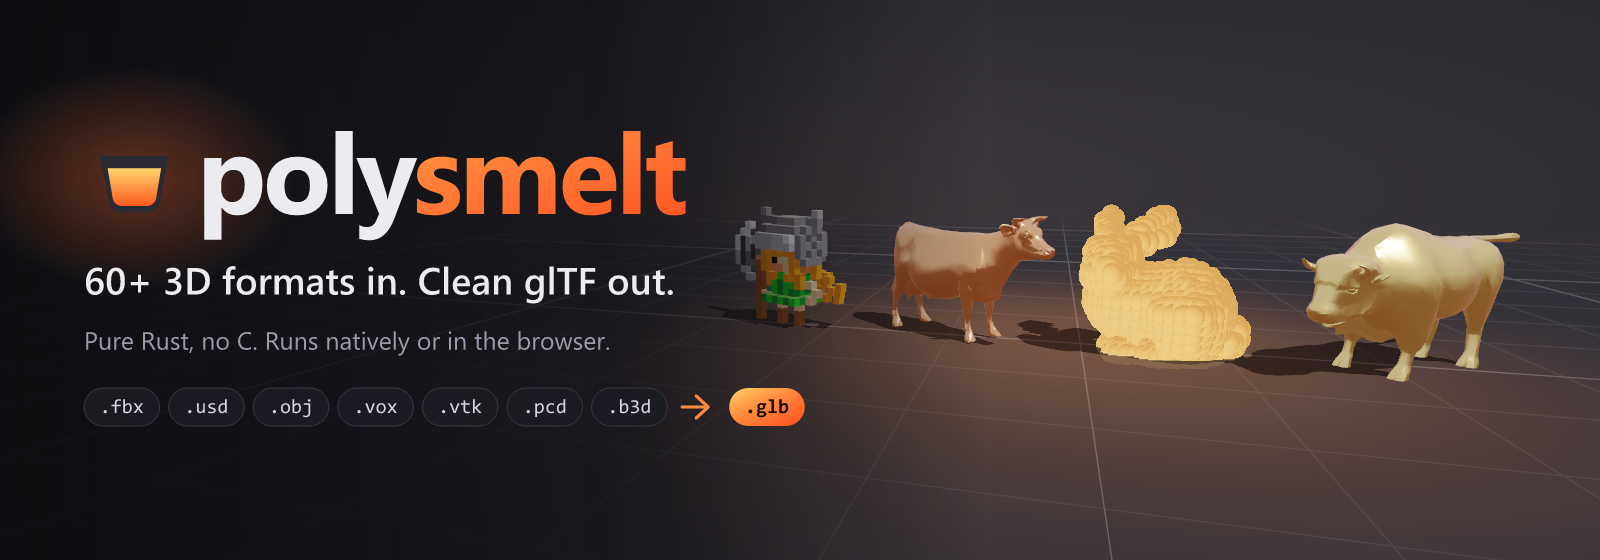 polysmelt
60+ 3D formats in. Clean glTF out.
Pure Rust, no C. Runs natively or in the browser.
.fbx .usd .obj .vox .vtk .pcd .b3d → .glb